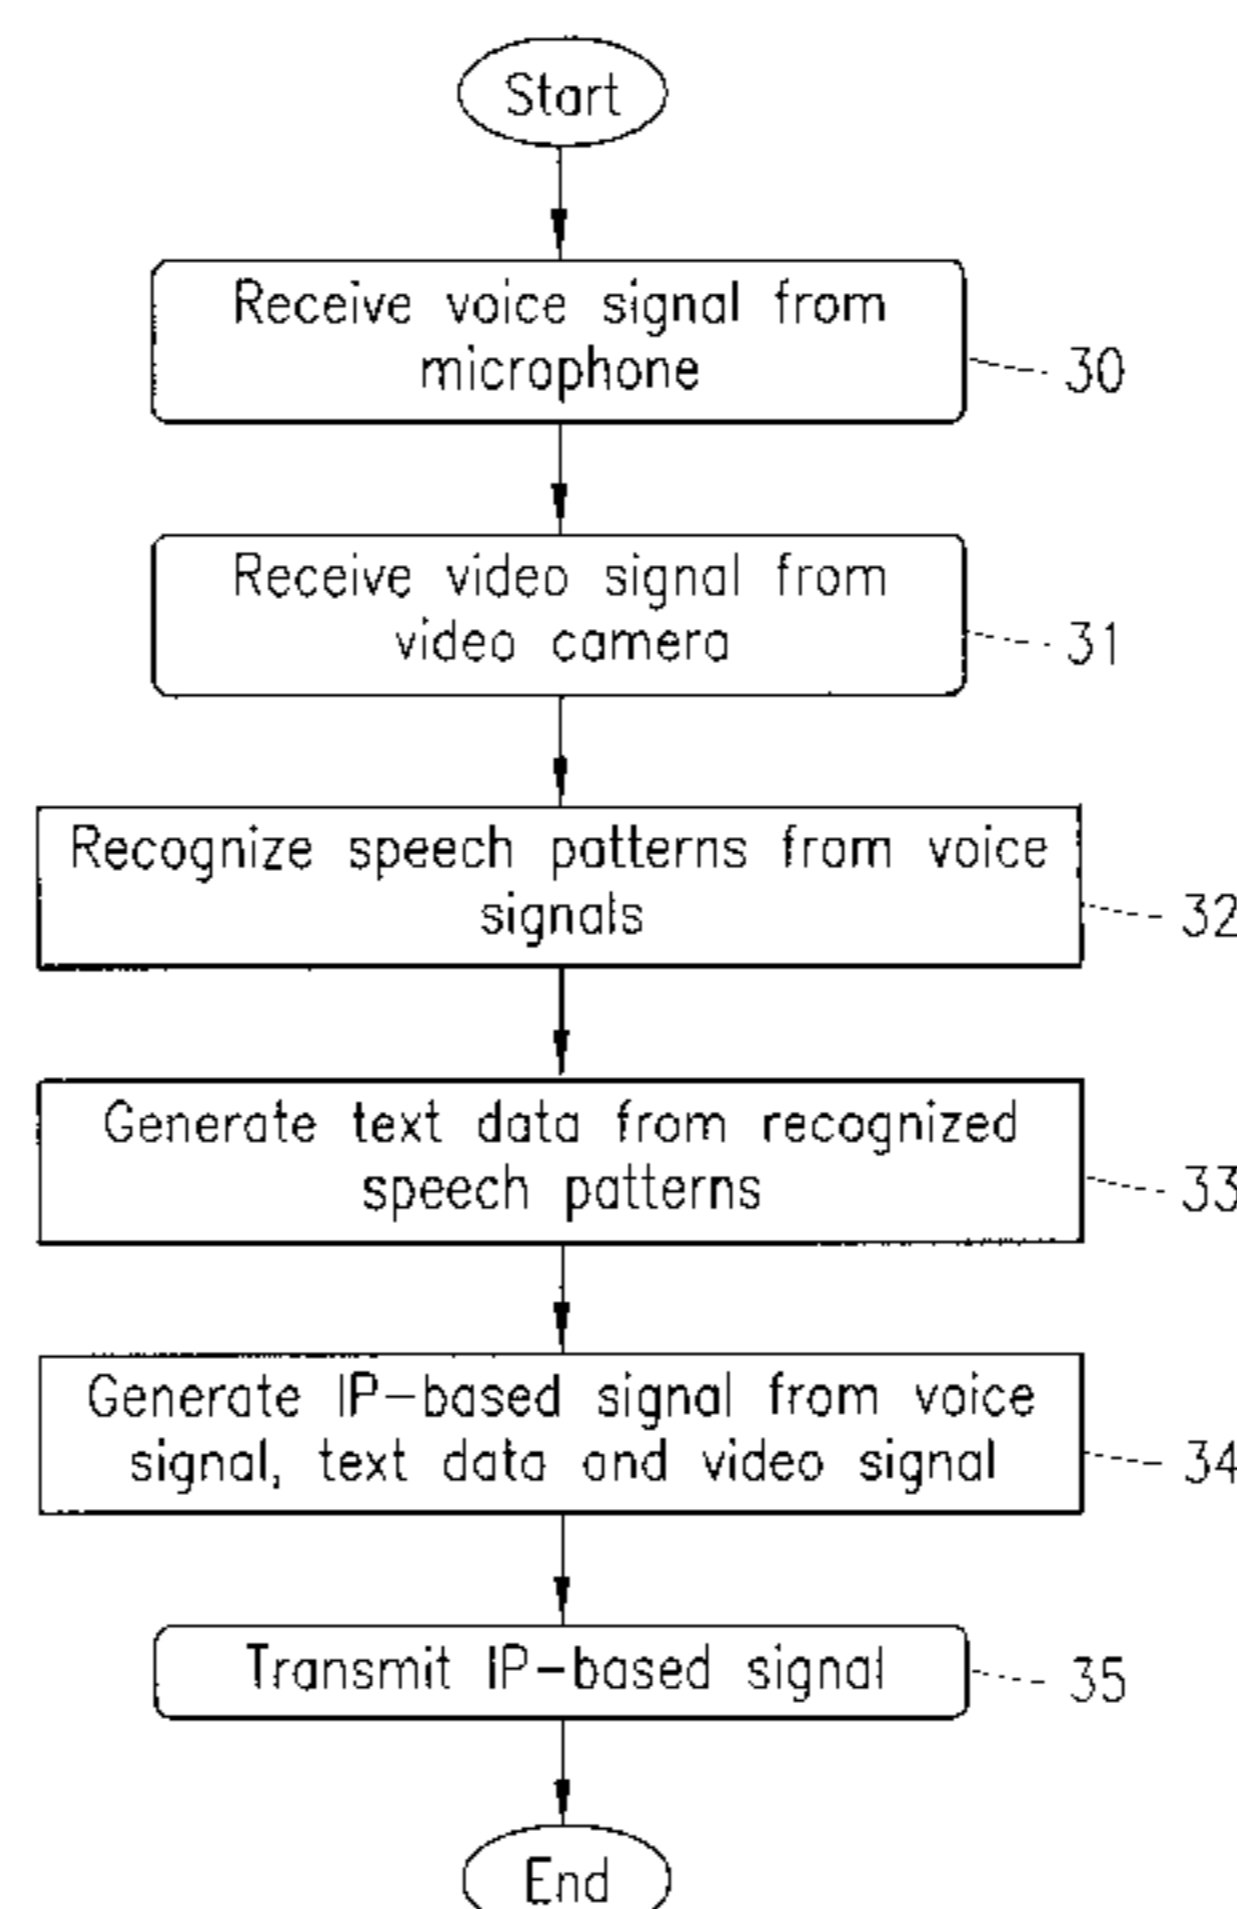 Start
Receive voice signal from
microphone
30
Receive video signal from
video camera
31
Recognize speech patterns from voice
signals
32
Generate text data from recognized
speech patterns
33
Generate IP-based signal from voice
signal, text data and video signal
34
Transmit IP-based signal
35
End